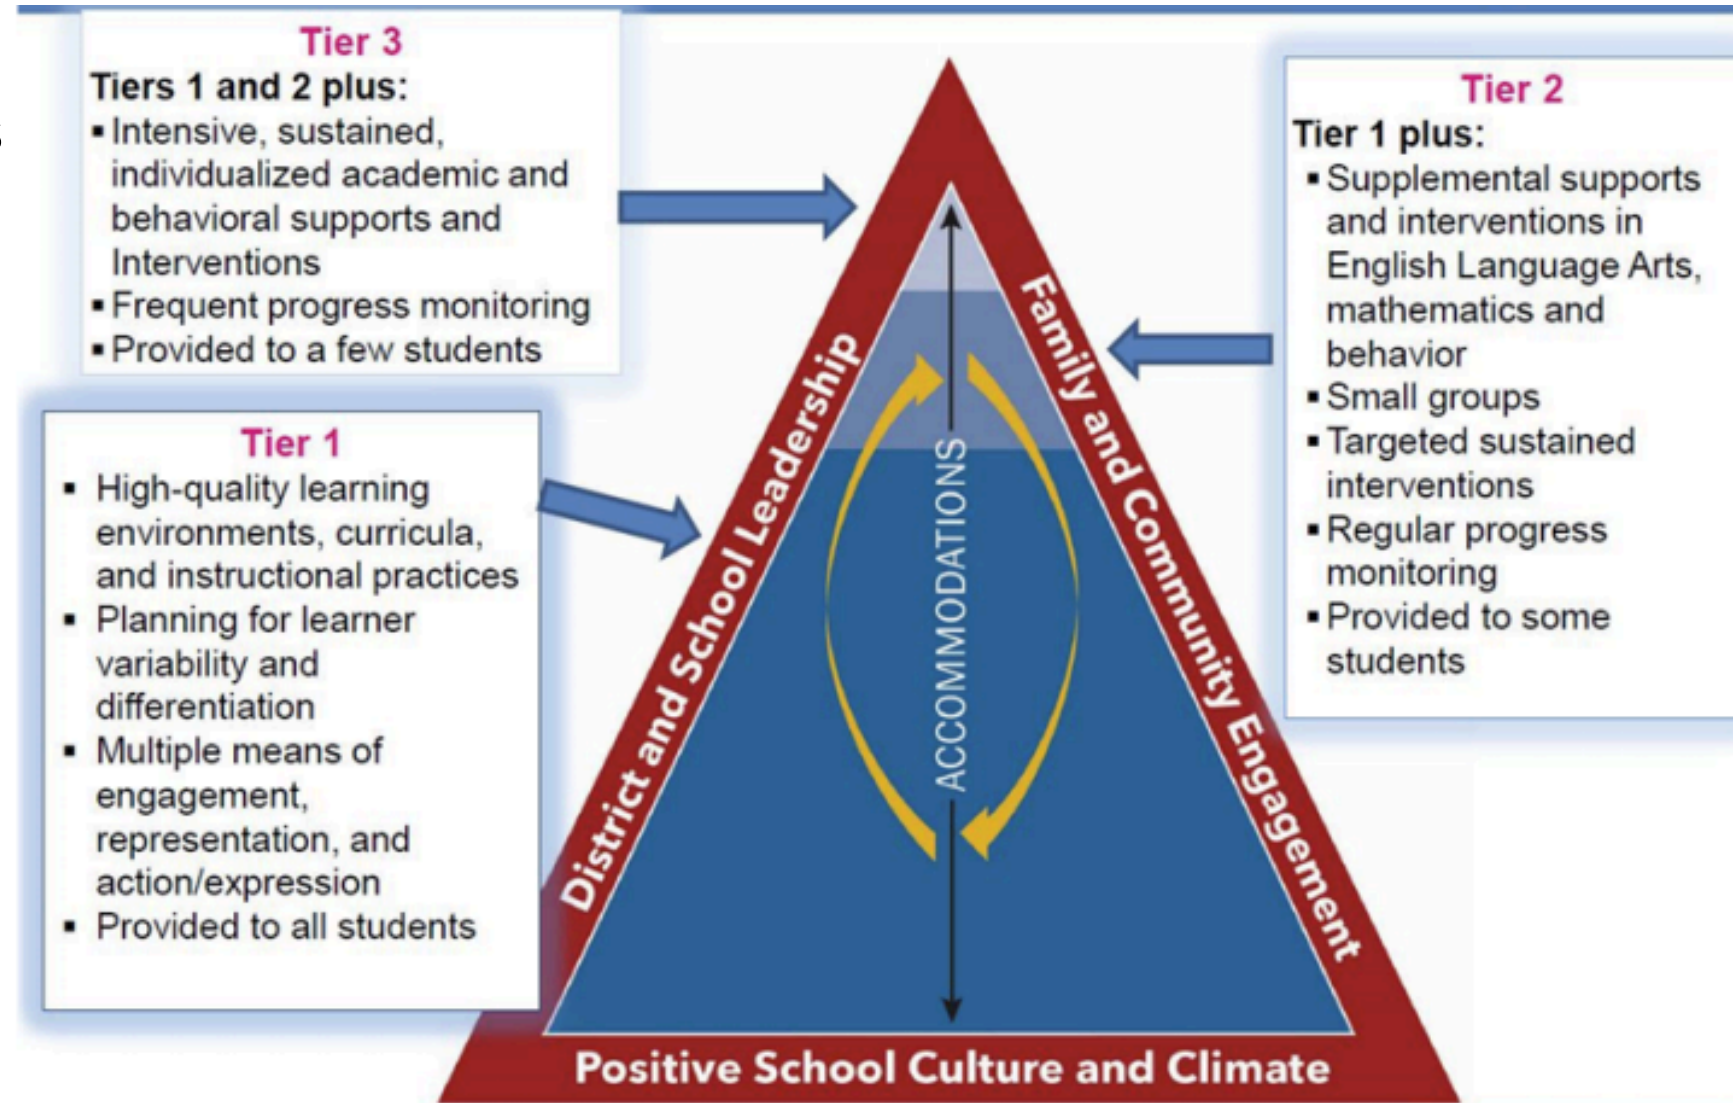 Tier 3
Tiers 1 and 2 plus:
▪ Intensive, sustained,
individualized academic and
behavioral supports and
Interventions
▪ Frequent progress monitoring
▪ Provided to a few students
Tier 1
▪ High-quality learning
environments, curricula,
and instructional practices
▪ Planning for learner
variability and
differentiation
▪ Multiple means of
engagement,
representation, and
action/expression
▪ Provided to all students
District and School Leadership
ACCOMMODATIONS
Family and Community Engagement
Positive School Culture and Climate
Tier 2
Tier 1 plus:
▪ Supplemental supports
and interventions in
English Language Arts,
mathematics and
behavior
▪ Small groups
▪ Targeted sustained
interventions
▪ Regular progress
monitoring
▪ Provided to some
students